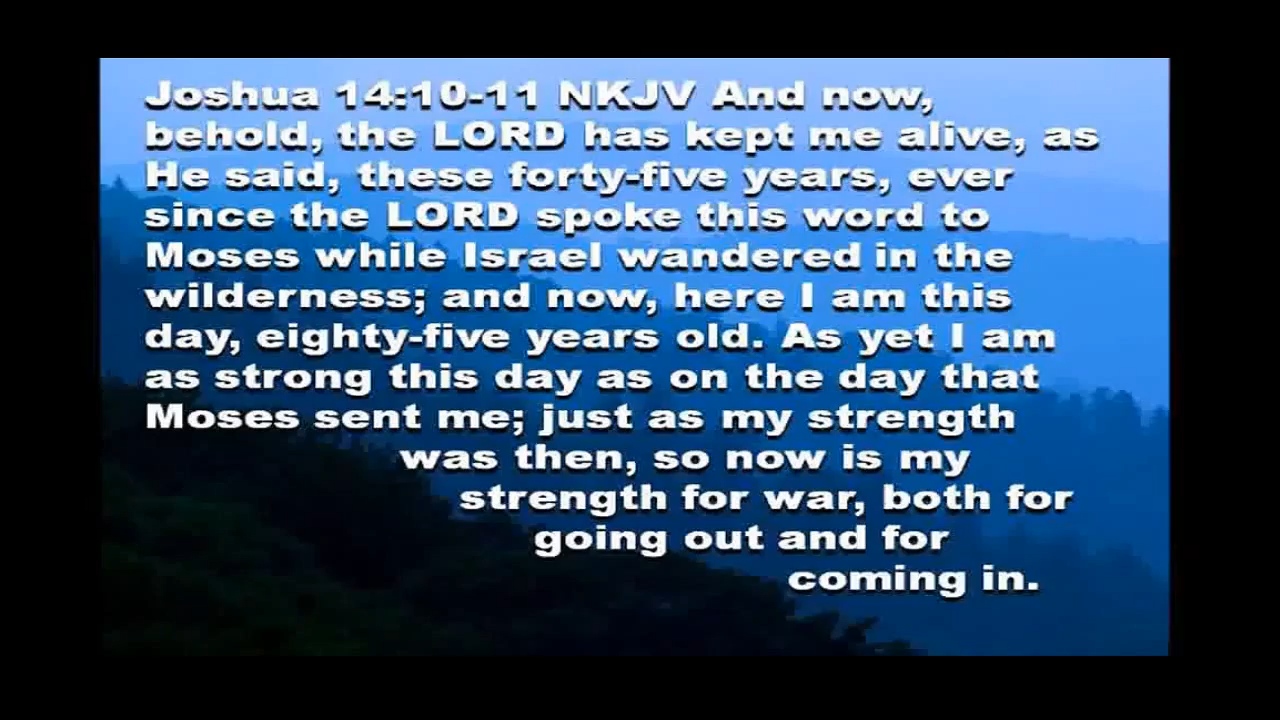 Joshua 14:10-11 NKJV And now,
behold, the LORD has kept me alive, as
He said, these forty-five years, ever
since the LORD spoke this word to
Moses while Israel wandered in the
wilderness; and now, here I am this
day, eighty-five years old. As yet I am
as strong this day as on the day that
Moses sent me; just as my strength
was then, so now is my
strength for war, both for
going out and for
coming in.